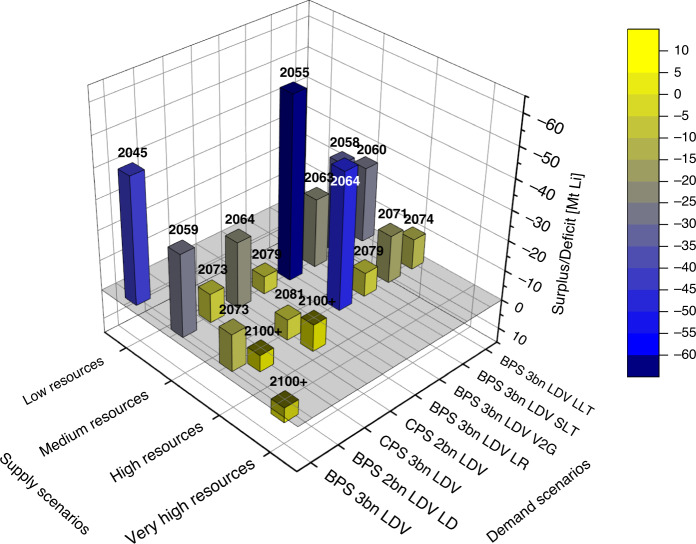 2055
2045
2058
2060
2063
2064
2059
2064
2071
2074
2073
2079
2079
2073
2081
2100+
2100+
2100+
−60
−50
−40
−30
−20
−10
0
10
Surplus/Deficit [Mt Li]
10
5
0
−5
−10
−15
−20
−25
−30
−35
−40
−45
−50
−55
−60
Low resources
Medium resources
High resources
Very high resources
Supply scenarios
BPS 3bn LDV LLT
BPS 3bn LDV SLT
BPS 3bn LDV V2G
BPS 3bn LDV LR
CPS 2bn LDV
CPS 3bn LDV
BPS 2bn LDV LD
BPS 3bn LDV
Demand scenarios